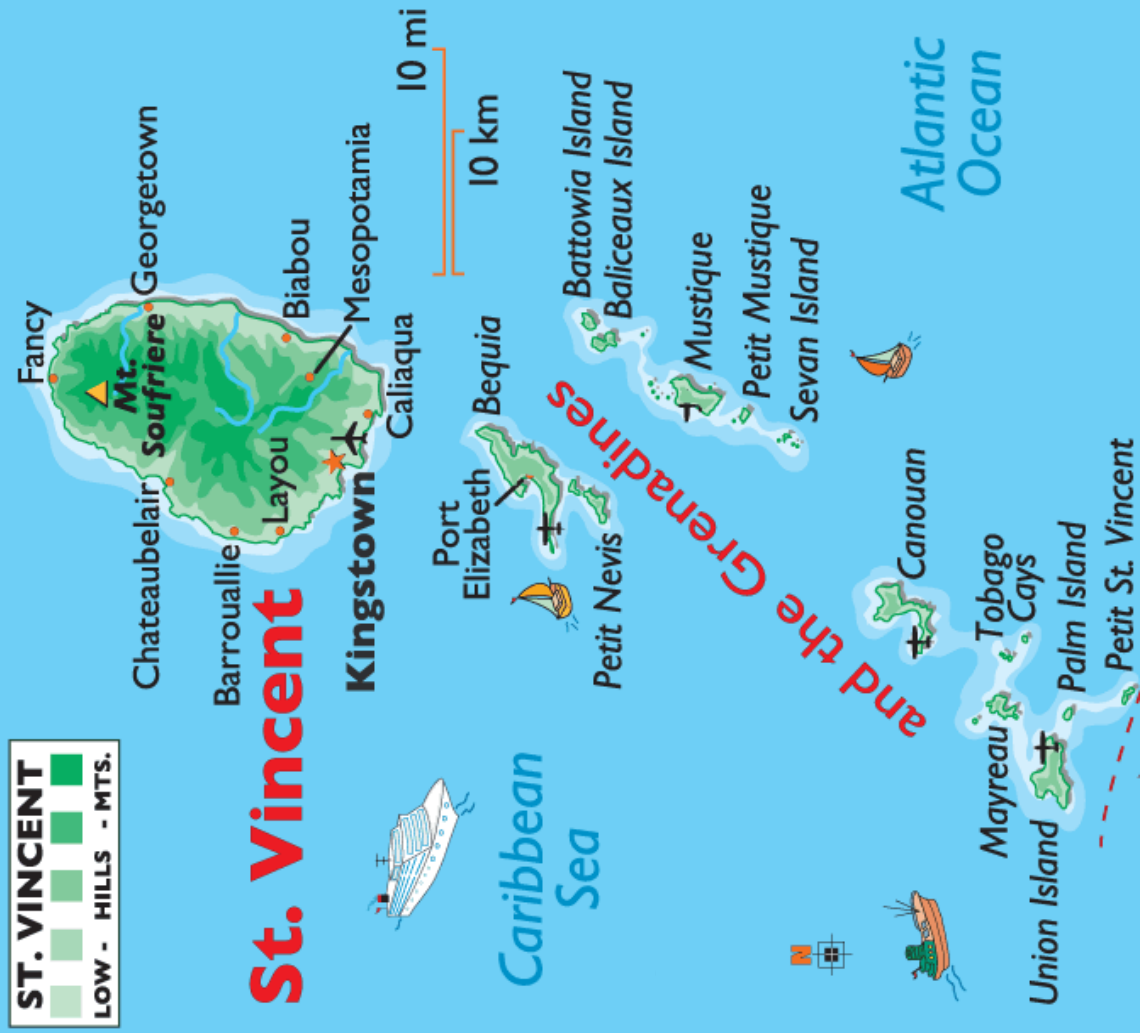 ST. VINCENT
LOW - HILLS - MTS.
Fancy
Georgetown
Mt.
Soufriere
Chateaubelair
Barrouallie
Layou
Biabou
Mesopotamia
Kingstown
Caliaqua
St. Vincent
and the Grenadines
10 mi
10 km
Port
Elizabeth
Bequia
Petit Nevis
Battowia Island
Baliceaux Island
Mustique
Petit Mustique
Sevan Island
Caribbean
Sea
Atlantic
Ocean
N
Canouan
Mayreau
Tobago
Cays
Union Island
Palm Island
Petit St. Vincent